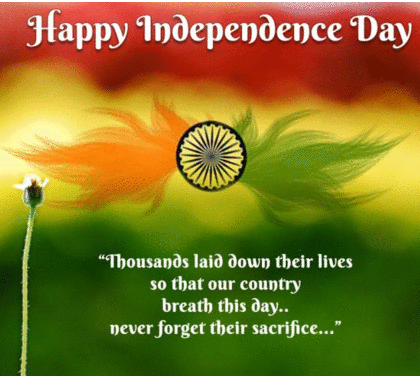 Happy Independence Day
“Thousands laid down their lives
so that our country
breath this day..
never forget their sacrifice...”